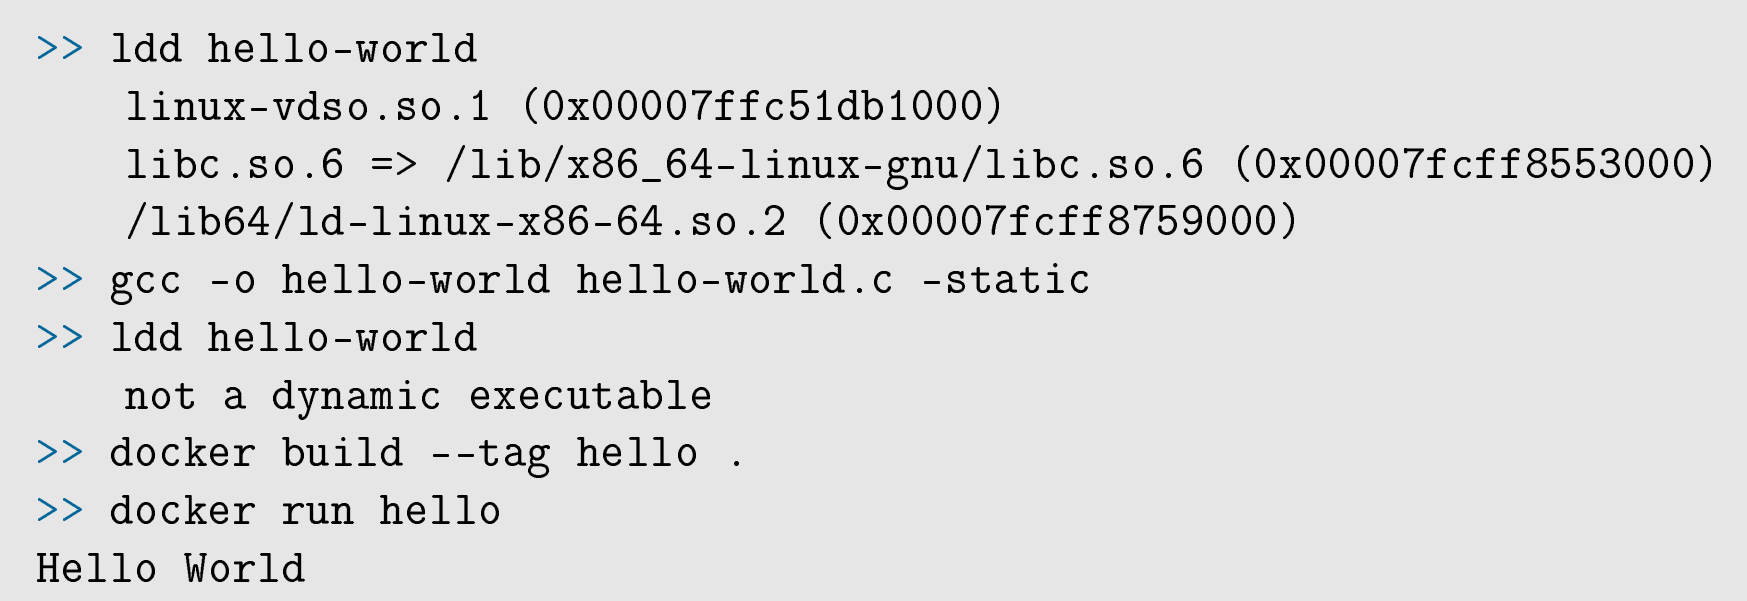 >> ldd hello-world
linux-vdso.so.1 (0x00007ffc51db1000)
libc.so.6 => /lib/x86_64-linux-gnu/libc.so.6 (0x00007fcff8553000)
/lib64/ld-linux-x86-64.so.2 (0x00007fcff8759000)
>> gcc -o hello-world hello-world.c -static
>> ldd hello-world
not a dynamic executable
>> docker build --tag hello .
>> docker run hello
Hello World